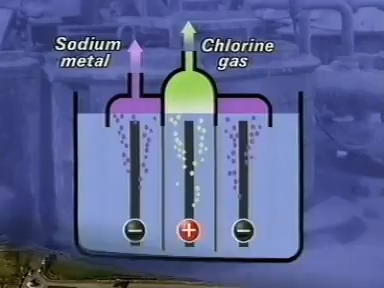 Sodium
metal
Chlorine
gas
− + −